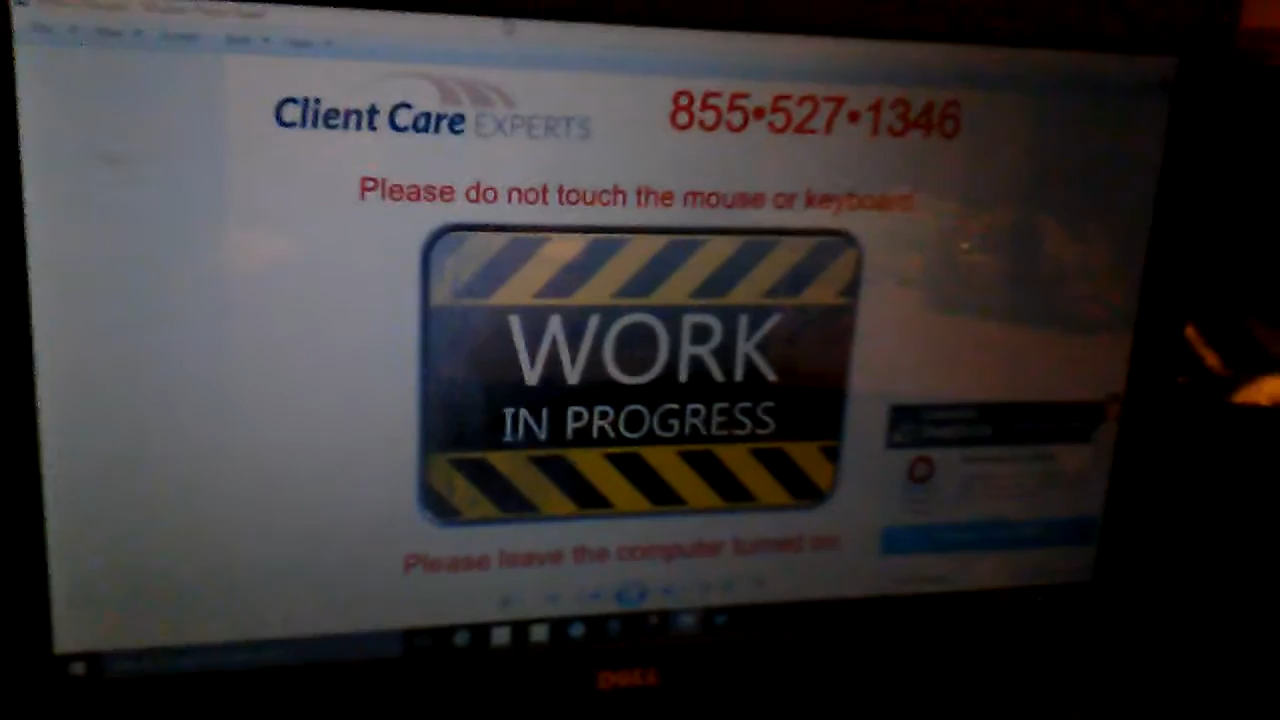 Client Care EXPERTS
855•527•1346
Please do not touch the mouse or keyboard
WORK
IN PROGRESS
Please leave the computer turned on
DELL